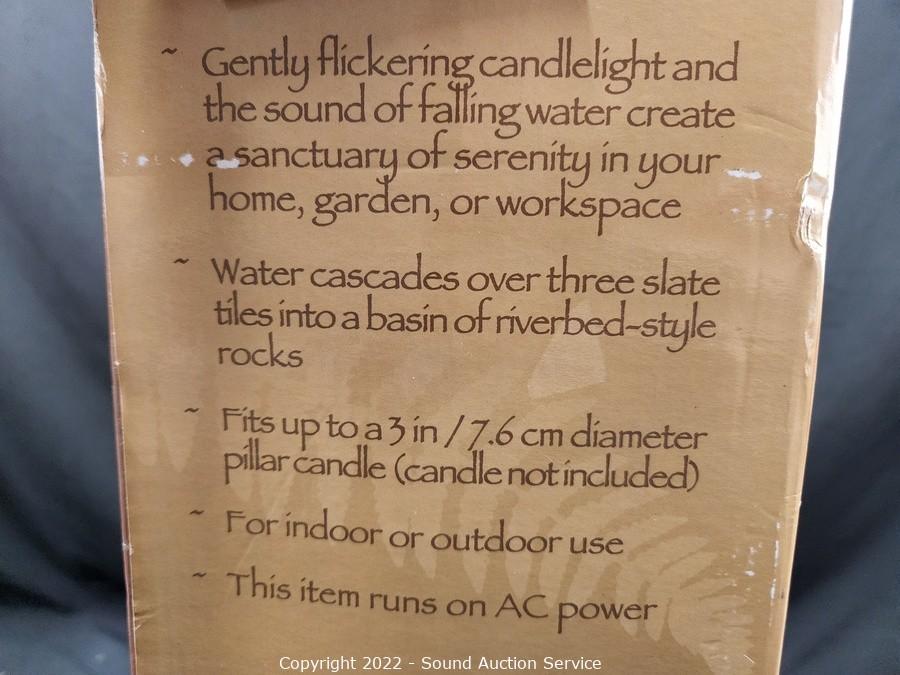 ~ Gently flickering candlelight and
the sound of falling water create
a sanctuary of serenity in your
home, garden, or workspace
~ Water cascades over three slate
tiles into a basin of riverbed-style
rocks
~ Fits up to a 3 in / 7.6 cm diameter
pillar candle (candle not included)
~ For indoor or outdoor use
~ This item runs on AC power
Copyright 2022 - Sound Auction Service